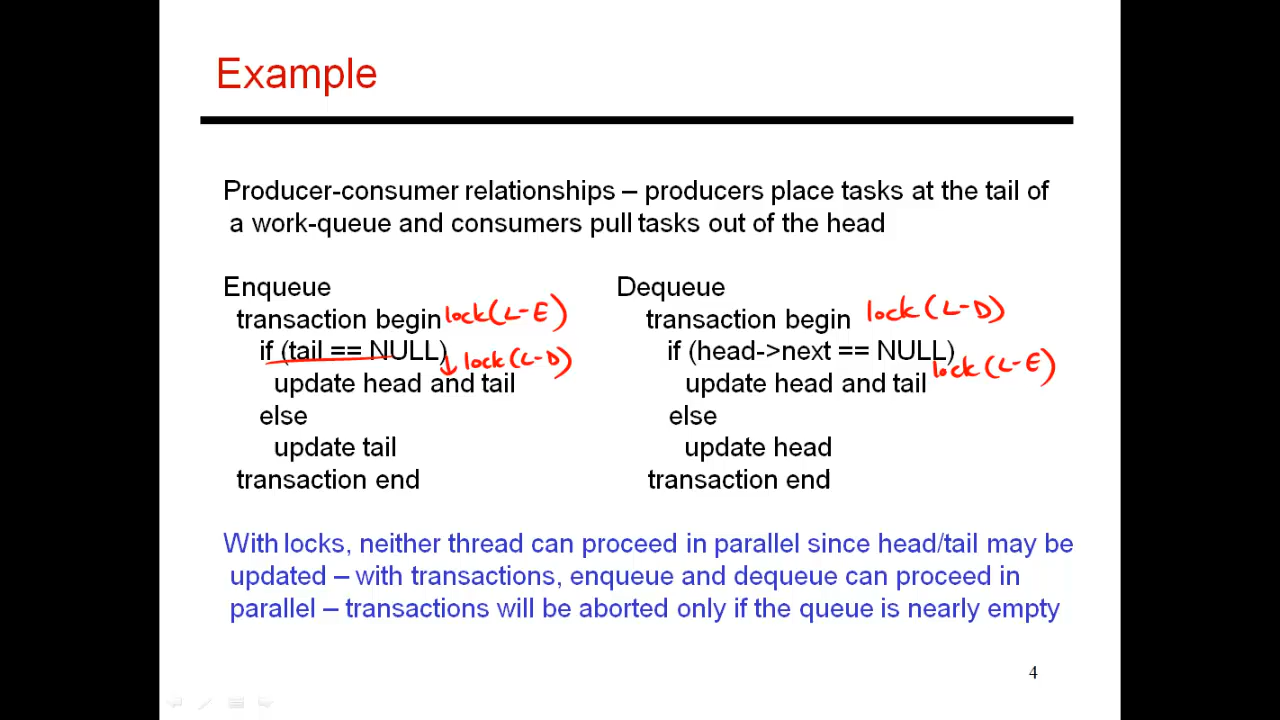 Example
Producer-consumer relationships – producers place tasks at the tail of
a work-queue and consumers pull tasks out of the head
Enqueue
transaction begin lock(L-E)
if (tail == NULL)
lock(L-D)
update head and tail
else
update tail
transaction end
Dequeue
transaction begin lock(L-D)
if (head->next == NULL)
lock(L-E)
update head and tail
else
update head
transaction end
With locks, neither thread can proceed in parallel since head/tail may be
updated – with transactions, enqueue and dequeue can proceed in
parallel – transactions will be aborted only if the queue is nearly empty
4